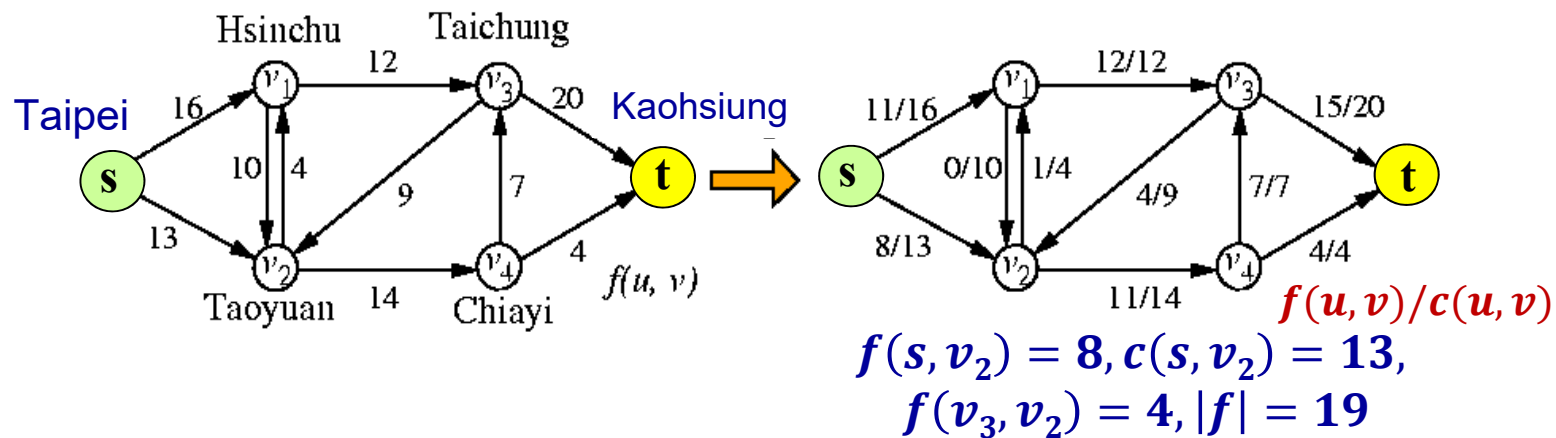 Hsinchu
Taichung
Taipei
Kaohsiung
Taoyuan
Chiayi
s
v₁
v₂
v₃
v₄
t
16
13
12
10
4
9
7
20
14
4
f(u, v)
s
v₁
v₂
v₃
v₄
t
11/16
8/13
12/12
0/10
1/4
4/9
7/7
15/20
11/14
4/4
f(u, v)/c(u, v)
f(s, v₂) = 8, c(s, v₂) = 13,
f(v₃, v₂) = 4, |f| = 19